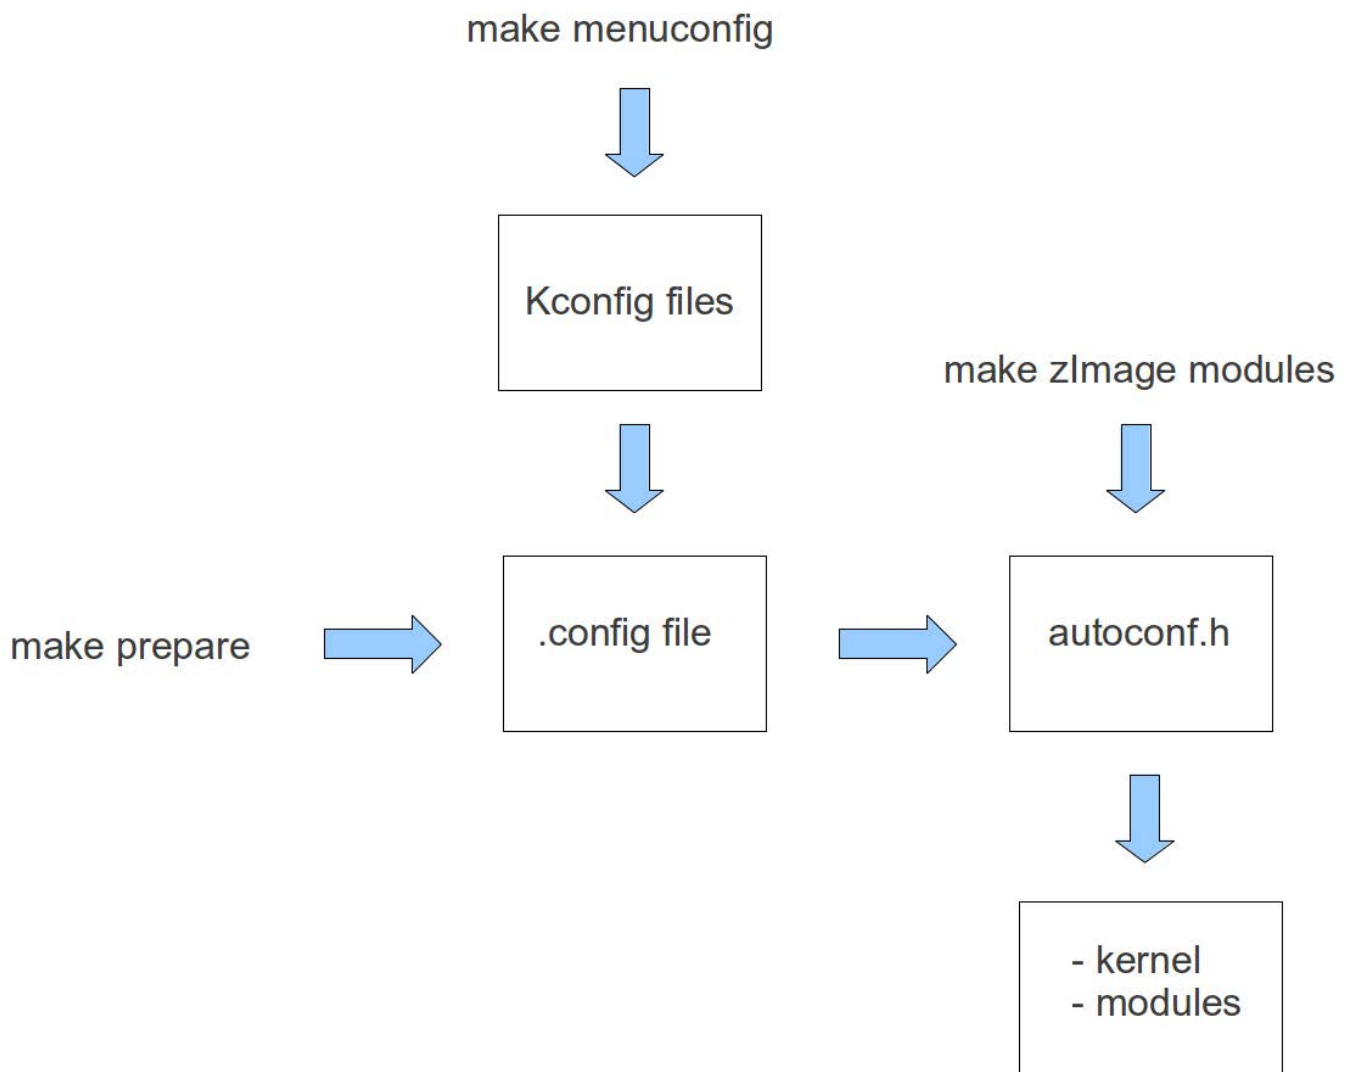 make menuconfig
Kconfig files
make zImage modules
make prepare
.config file
autoconf.h
- kernel
- modules